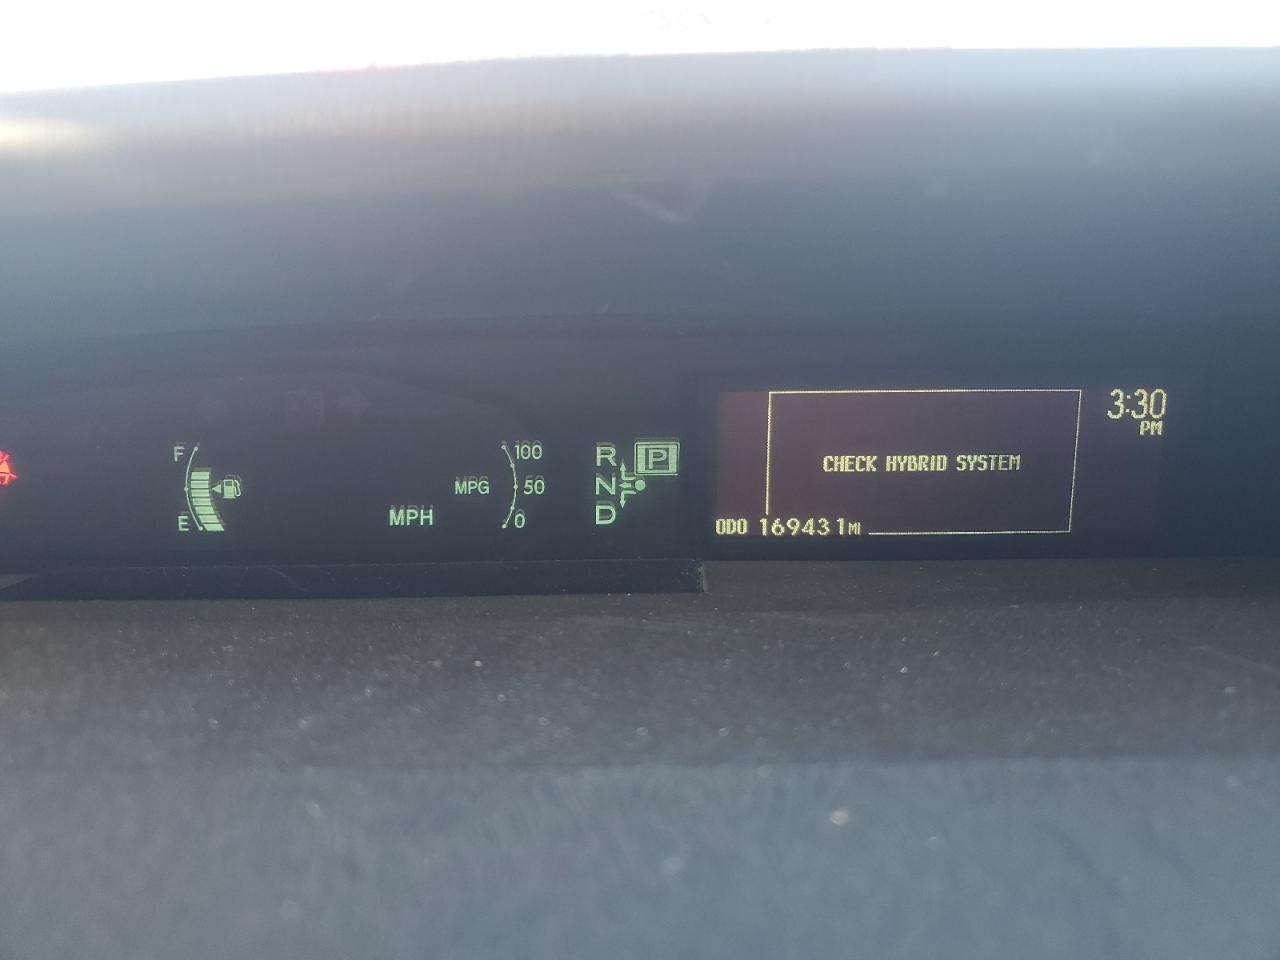 F
E
MPH
MPG
100
50
0
R
N
D
P
CHECK HYBRID SYSTEM
3:30
PM
ODO 169431MI